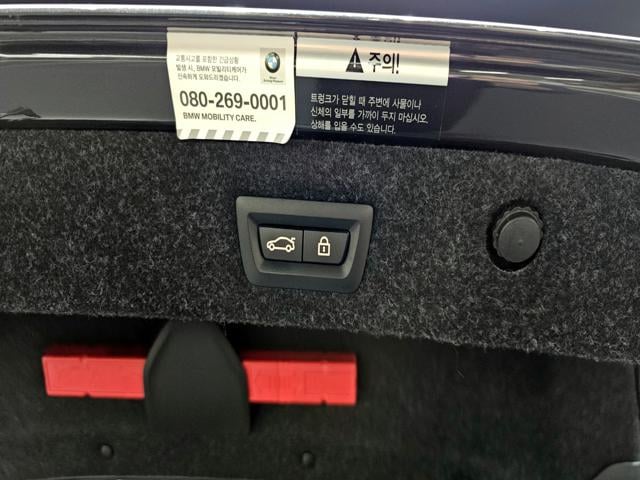 교통사고를 포함한 긴급상황
발생 시, BMW 모빌리티케어가
신속하게 도와드리겠습니다.
080-269-0001
BMW MOBILITY CARE.
주의!
트렁크가 닫힐 때 주변에 사물이나
신체의 일부를 가까이 두지 마십시오.
상해를 입을 수도 있습니다.